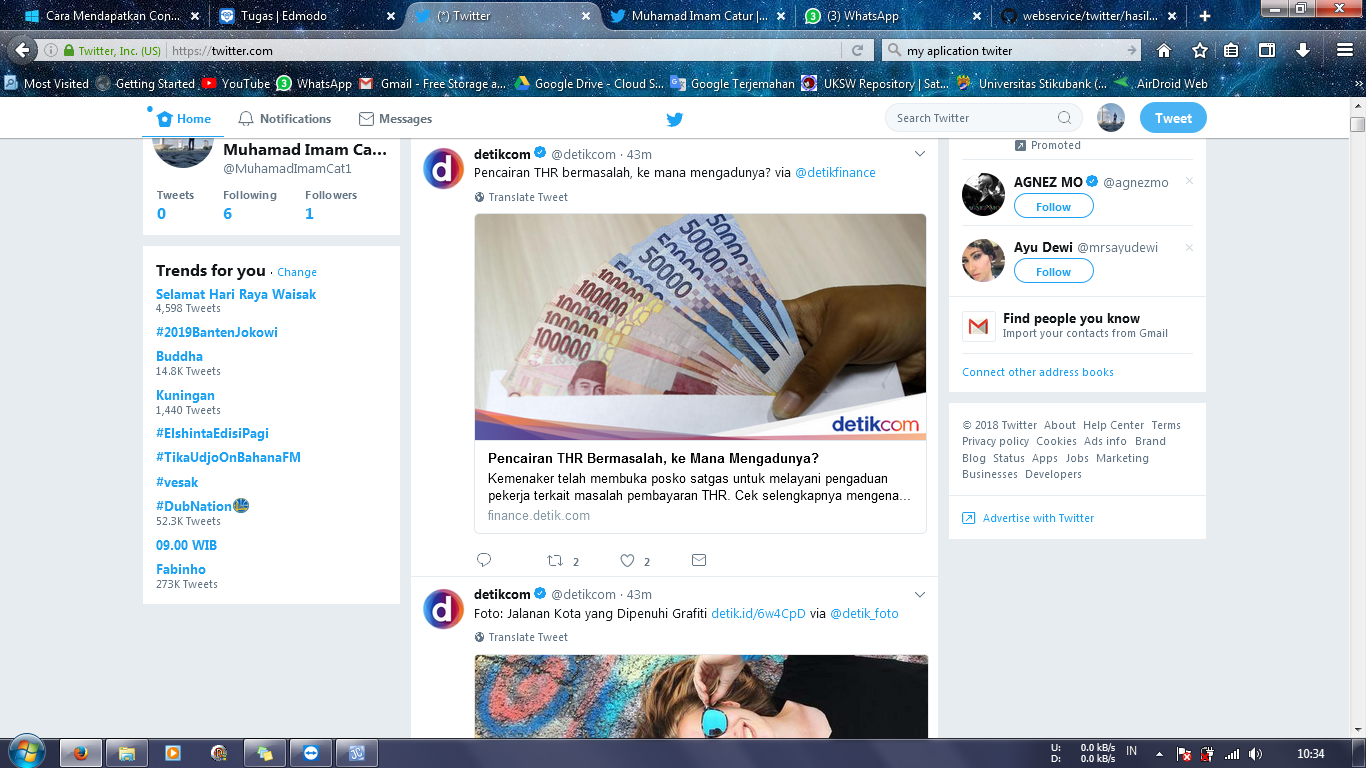 Cara Mendapatkan Con...
Tugas | Edmodo
(*) Twitter
Muhamad Imam Catur |...
(3) WhatsApp
webservice/twitter/hasil...
Twitter, Inc. (US)
https://twitter.com
my aplication twiter
Most Visited
Getting Started
YouTube
WhatsApp
Gmail - Free Storage a...
Google Drive - Cloud S...
Google Terjemahan
UKSW Repository | Sat...
Universitas Stikubank (...
AirDroid Web
Home
Notifications
Messages
Search Twitter
Tweet
Muhamad Imam Ca...
@MuhamadImamCat1
Tweets Following Followers
0 6 1
Trends for you · Change
Selamat Hari Raya Waisak
4,598 Tweets
#2019BantenJokowi
Buddha
14.8K Tweets
Kuningan
1,440 Tweets
#ElshintaEdisiPagi
#TikaUdjoOnBahanaFM
#vesak
#DubNation
52.3K Tweets
09.00 WIB
Fabinho
273K Tweets
detikcom @detikcom · 43m
Pencairan THR bermasalah, ke mana mengadunya? via @detikfinance
Translate Tweet
50000
50000
50000
50000
100000
100000
100000
100000
detikcom
Pencairan THR Bermasalah, ke Mana Mengadunya?
Kemenaker telah membuka posko satgas untuk melayani pengaduan
pekerja terkait masalah pembayaran THR. Cek selengkapnya mengena...
finance.detik.com
2 2
detikcom @detikcom · 43m
Foto: Jalanan Kota yang Dipenuhi Grafiti detik.id/6w4CpD via @detik_foto
Translate Tweet
Promoted
AGNEZ MO @agnezmo
Follow
Ayu Dewi @mrsayudewi
Follow
Find people you know
Import your contacts from Gmail
Connect other address books
© 2018 Twitter About Help Center Terms
Privacy policy Cookies Ads info Brand
Blog Status Apps Jobs Marketing
Businesses Developers
Advertise with Twitter
U: 0.0 kB/s
D: 0.0 kB/s
IN
10:34